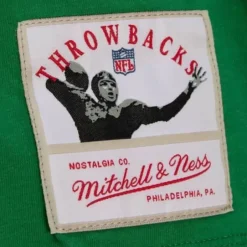 THROWBACKS
NFL
NOSTALGIA CO.
Mitchell & Ness
PHILADELPHIA, PA.